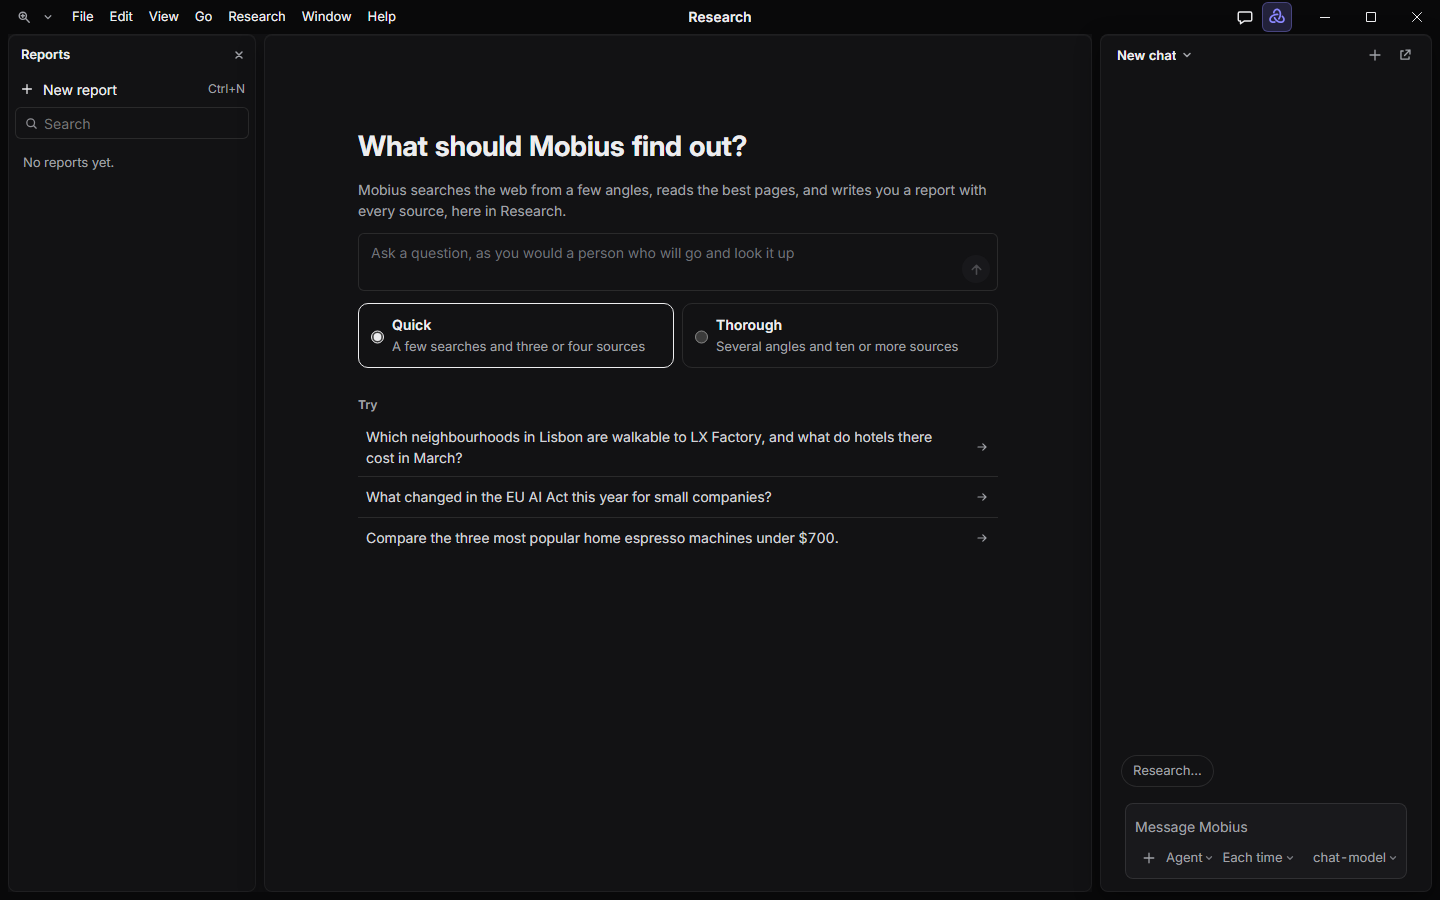 File Edit View Go Research Window Help
Research
Reports
New report Ctrl+N
Search
No reports yet.
What should Mobius find out?
Mobius searches the web from a few angles, reads the best pages, and writes you a report with
every source, here in Research.
Ask a question, as you would a person who will go and look it up
Quick
A few searches and three or four sources
Thorough
Several angles and ten or more sources
Try
Which neighbourhoods in Lisbon are walkable to LX Factory, and what do hotels there
cost in March?
What changed in the EU AI Act this year for small companies?
Compare the three most popular home espresso machines under $700.
New chat
Research...
Message Mobius
Agent Each time chat-model